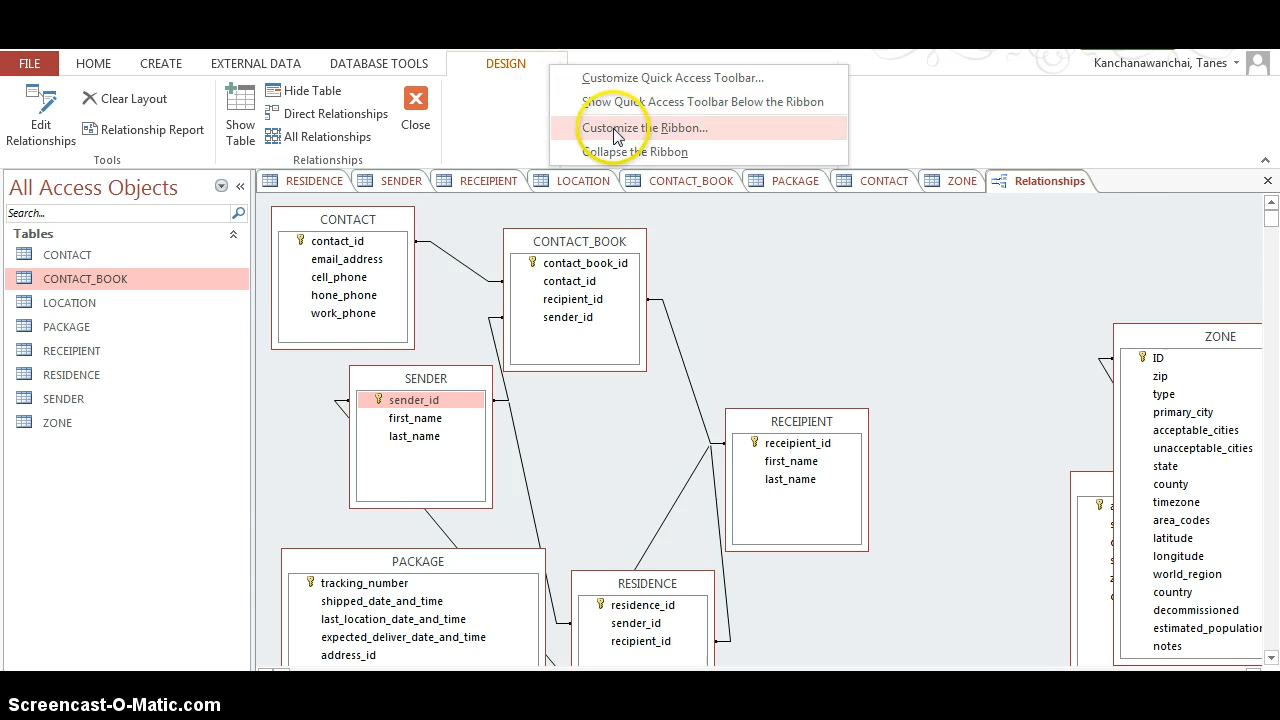 FILE HOME CREATE EXTERNAL DATA DATABASE TOOLS DESIGN Kanchanawanchai, Tanes
Customize Quick Access Toolbar...
Show Quick Access Toolbar Below the Ribbon
Customize the Ribbon...
Collapse the Ribbon
Edit Relationships
Clear Layout
Relationship Report
Tools
Show Table
Hide Table
Direct Relationships
All Relationships
Close
Relationships
RESIDENCE SENDER RECEIPIENT LOCATION CONTACT_BOOK PACKAGE CONTACT ZONE Relationships
All Access Objects
Search...
Tables
CONTACT
CONTACT_BOOK
LOCATION
PACKAGE
RECEIPIENT
RESIDENCE
SENDER
ZONE
CONTACT
contact_id
email_address
cell_phone
hone_phone
work_phone
CONTACT_BOOK
contact_book_id
contact_id
recipient_id
sender_id
SENDER
sender_id
first_name
last_name
RECEIPIENT
receipient_id
first_name
last_name
PACKAGE
tracking_number
shipped_date_and_time
last_location_date_and_time
expected_deliver_date_and_time
address_id
RESIDENCE
residence_id
sender_id
recipient_id
ZONE
ID
zip
type
primary_city
acceptable_cities
unacceptable_cities
state
county
timezone
area_codes
latitude
longitude
world_region
country
decommissioned
estimated_population
notes
Screencast-O-Matic.com